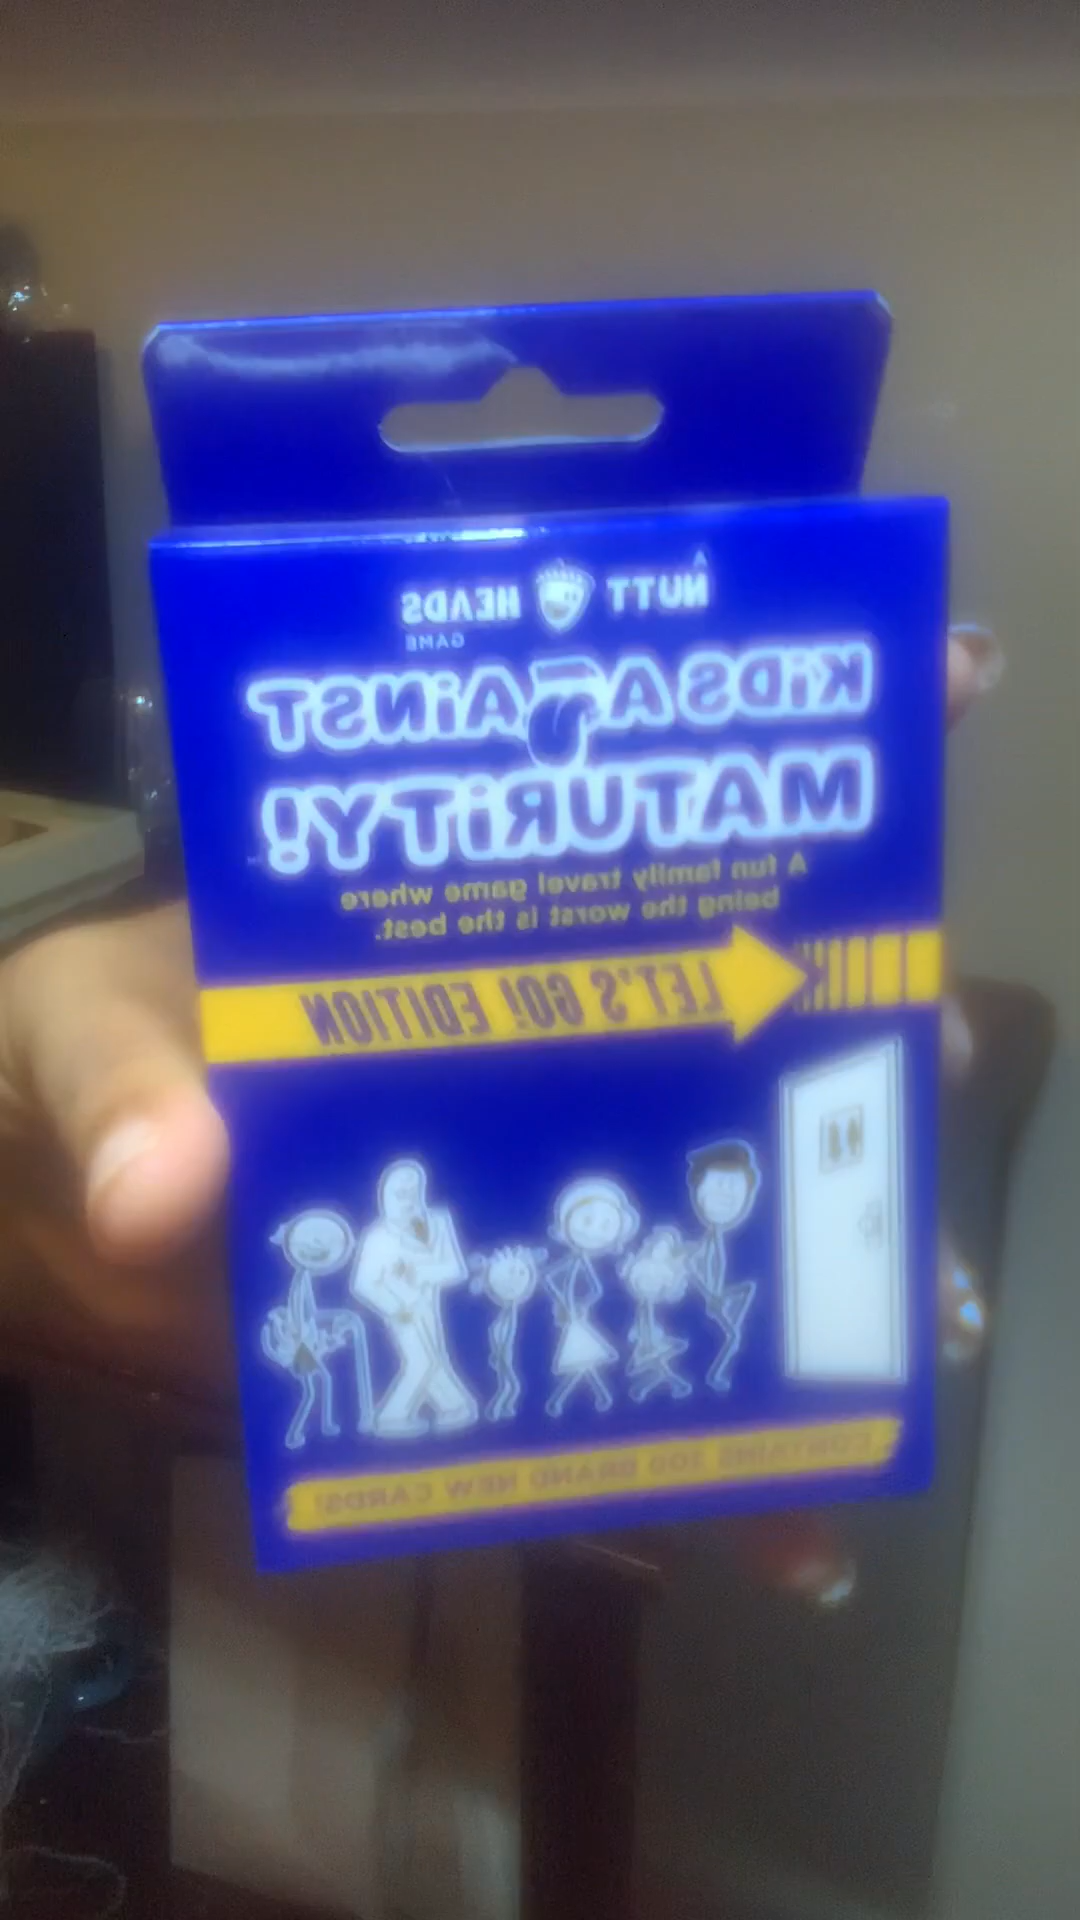 A
NUTT HEADS
GAME
KiDS AGAiNST
MATURiTY!
A fun family travel game where
being the worst is the best.
LET'S GO! EDITION
CONTAINS 200 BRAND NEW CARDS!